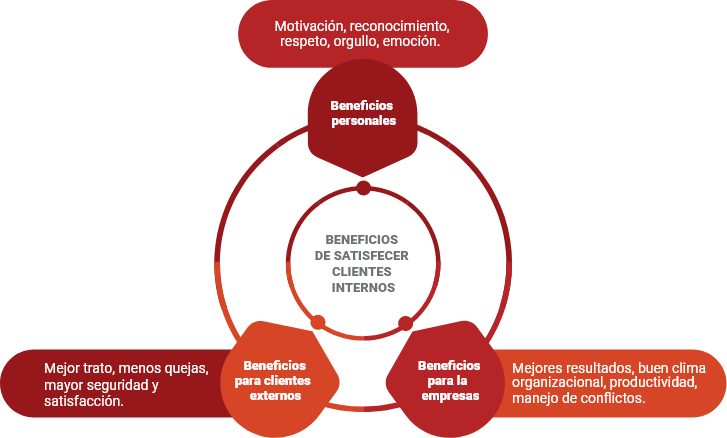 Motivación, reconocimiento,
respeto, orgullo, emoción.
Beneficios
personales
BENEFICIOS
DE SATISFECER
CLIENTES
INTERNOS
Mejor trato, menos quejas,
mayor seguridad y
satisfacción.
Beneficios
para clientes
externos
Beneficios
para la
empresas
Mejores resultados, buen clima
organizacional, productividad,
manejo de conflictos.